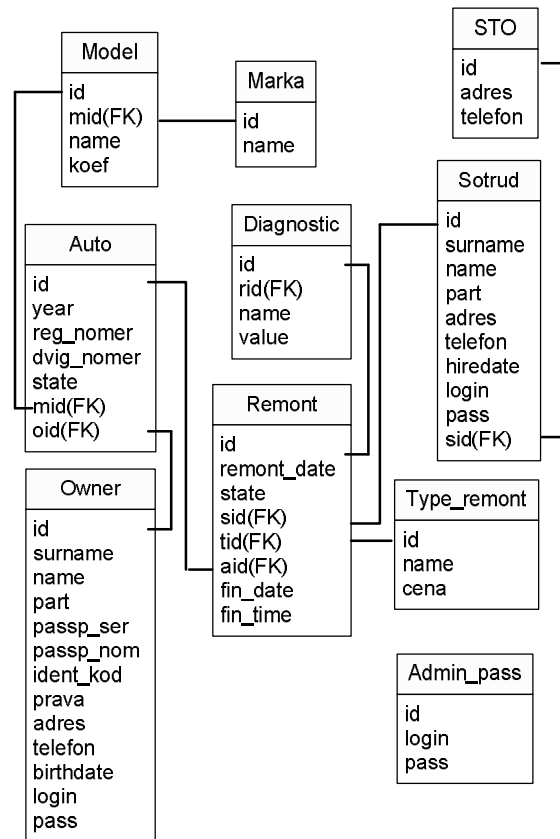 Model
id
mid(FK)
name
koef
Marka
id
name
STO
id
adres
telefon
Auto
id
year
reg_nomer
dvig_nomer
state
mid(FK)
oid(FK)
Diagnostic
id
rid(FK)
name
value
Sotrud
id
surname
name
part
adres
telefon
hiredate
login
pass
sid(FK)
Owner
id
surname
name
part
passp_ser
passp_nom
ident_kod
prava
adres
telefon
birthdate
login
pass
Remont
id
remont_date
state
sid(FK)
tid(FK)
aid(FK)
fin_date
fin_time
Type_remont
id
name
cena
Admin_pass
id
login
pass